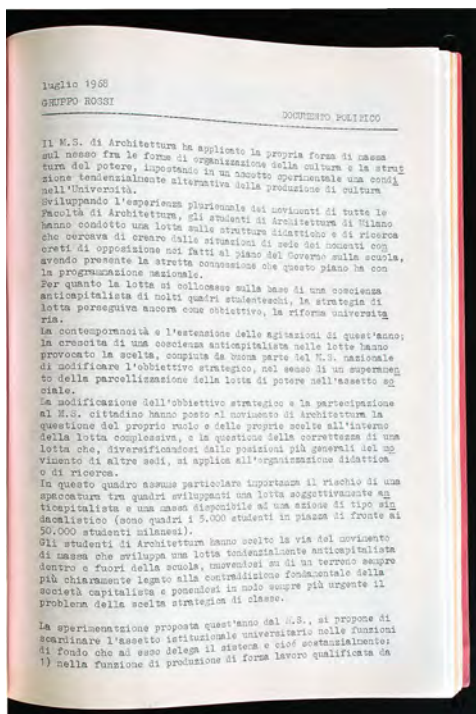 luglio 1968
GRUPPO ROSSI
DOCUMENTO POLITICO
Il M.S. di Architettura ha applicato la propria forza di massa
sul nesso fra le forme di organizzazione della cultura e la strut
tura del potere, impostando in un assetto sperimentale una condi
zione tendenzialmente alternativa della produzione di cultura
nell'Università.
Sviluppando l'esperienza pluriennale dei movimenti di tutte le
Facoltà di Architettura, gli studenti di Architettura di Milano
hanno condotto una lotta sulle strutture didattiche e di ricerca
che cercava di creare dalle situazioni di sede dei momenti con
creti di opposizione nei fatti al piano del Governo sulla scuola,
avendo presente la stretta connessione che questo piano ha con
la programmazione nazionale.
Per quanto la lotta si collocasse sulla base di una coscienza
anticapitalista di molti quadri studenteschi, la strategia di
lotta perseguiva ancora come obbiettivo, la riforma universita
ria.
La contemporaneità e l'estensione delle agitazioni di quest'anno;
la crescita di una coscienza anticapitalista nelle lotte hanno
provocato la scelta, compiuta da buona parte del M.S. nazionale
di modificare l'obbiettivo strategico, nel senso di un superamen
to della parcellizzazione della lotta di potere nell'assetto so
ciale.
La modificazione dell'obbiettivo strategico e la partecipazione
al M.S. cittadino hanno posto al movimento di Architettura la
questione del proprio ruolo e delle proprie scelte all'interno
della lotta complessiva, e la questione della correttezza di una
lotta che, diversificandosi dalle posizioni più generali del mo
vimento di altre sedi, si applica all'organizzazione didattica
o di ricerca.
In questo quadro assume particolare importanza il rischio di una
spaccatura tra quadri sviluppanti una lotta soggettivamente an
ticapitalista e una massa disponibile ad una azione di tipo sin
dacalistico (sono quadri i 5.000 studenti in piazza di fronte ai
50.000 studenti milanesi).
Gli studenti di Architettura hanno scelto la via del movimento
di massa che sviluppa una lotta tendenzialmente anticapitalista
dentro e fuori della scuola, muovendosi su di un terreno sempre
più chiaramente legato alla contraddizione fondamentale della
società capitalista e ponendosi in modo sempre più urgente il
problema della scelta strategica di classe.
La sperimenatzione proposta quest'anno dal M.S., si propone di
scardinare l'assetto istituzionale universitario nelle funzioni
di fondo che ad esso delega il sistema e cioé sostanzialmente:
1) nella funzione di produzione di forza lavoro qualificata da